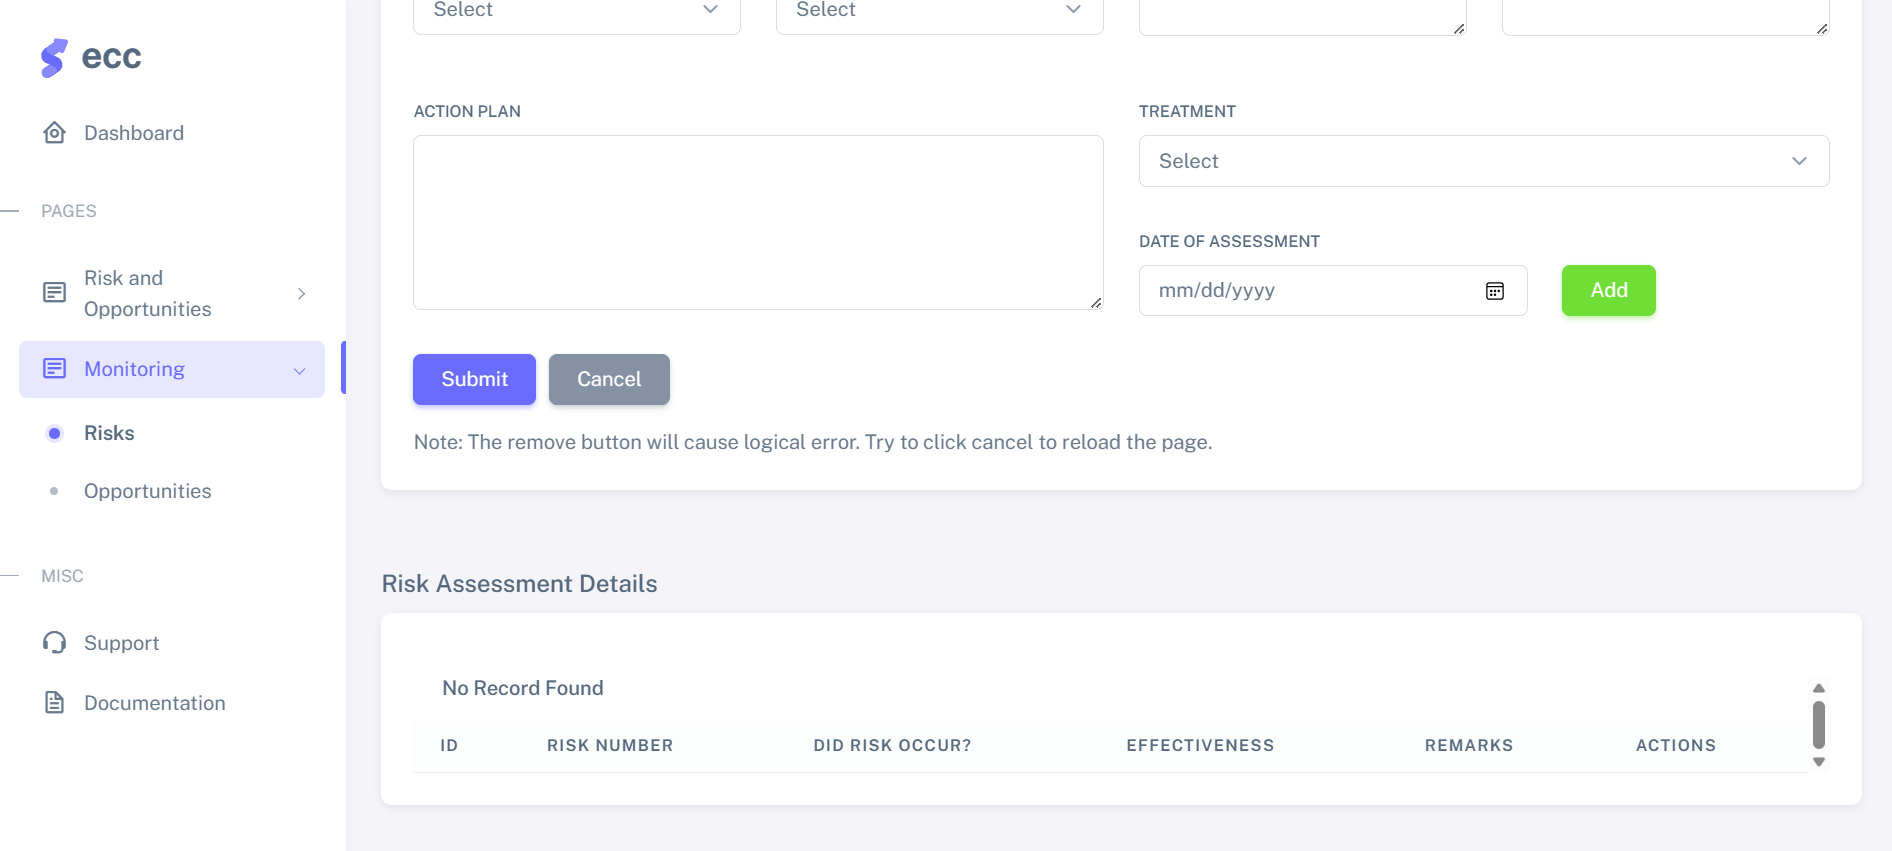 ecc
Dashboard
PAGES
Risk and
Opportunities
Monitoring
Risks
Opportunities
MISC
Support
Documentation
Select
Select
ACTION PLAN
TREATMENT
Select
DATE OF ASSESSMENT
mm/dd/yyyy
Add
Submit
Cancel
Note: The remove button will cause logical error. Try to click cancel to reload the page.
Risk Assessment Details
No Record Found
ID RISK NUMBER DID RISK OCCUR? EFFECTIVENESS REMARKS ACTIONS